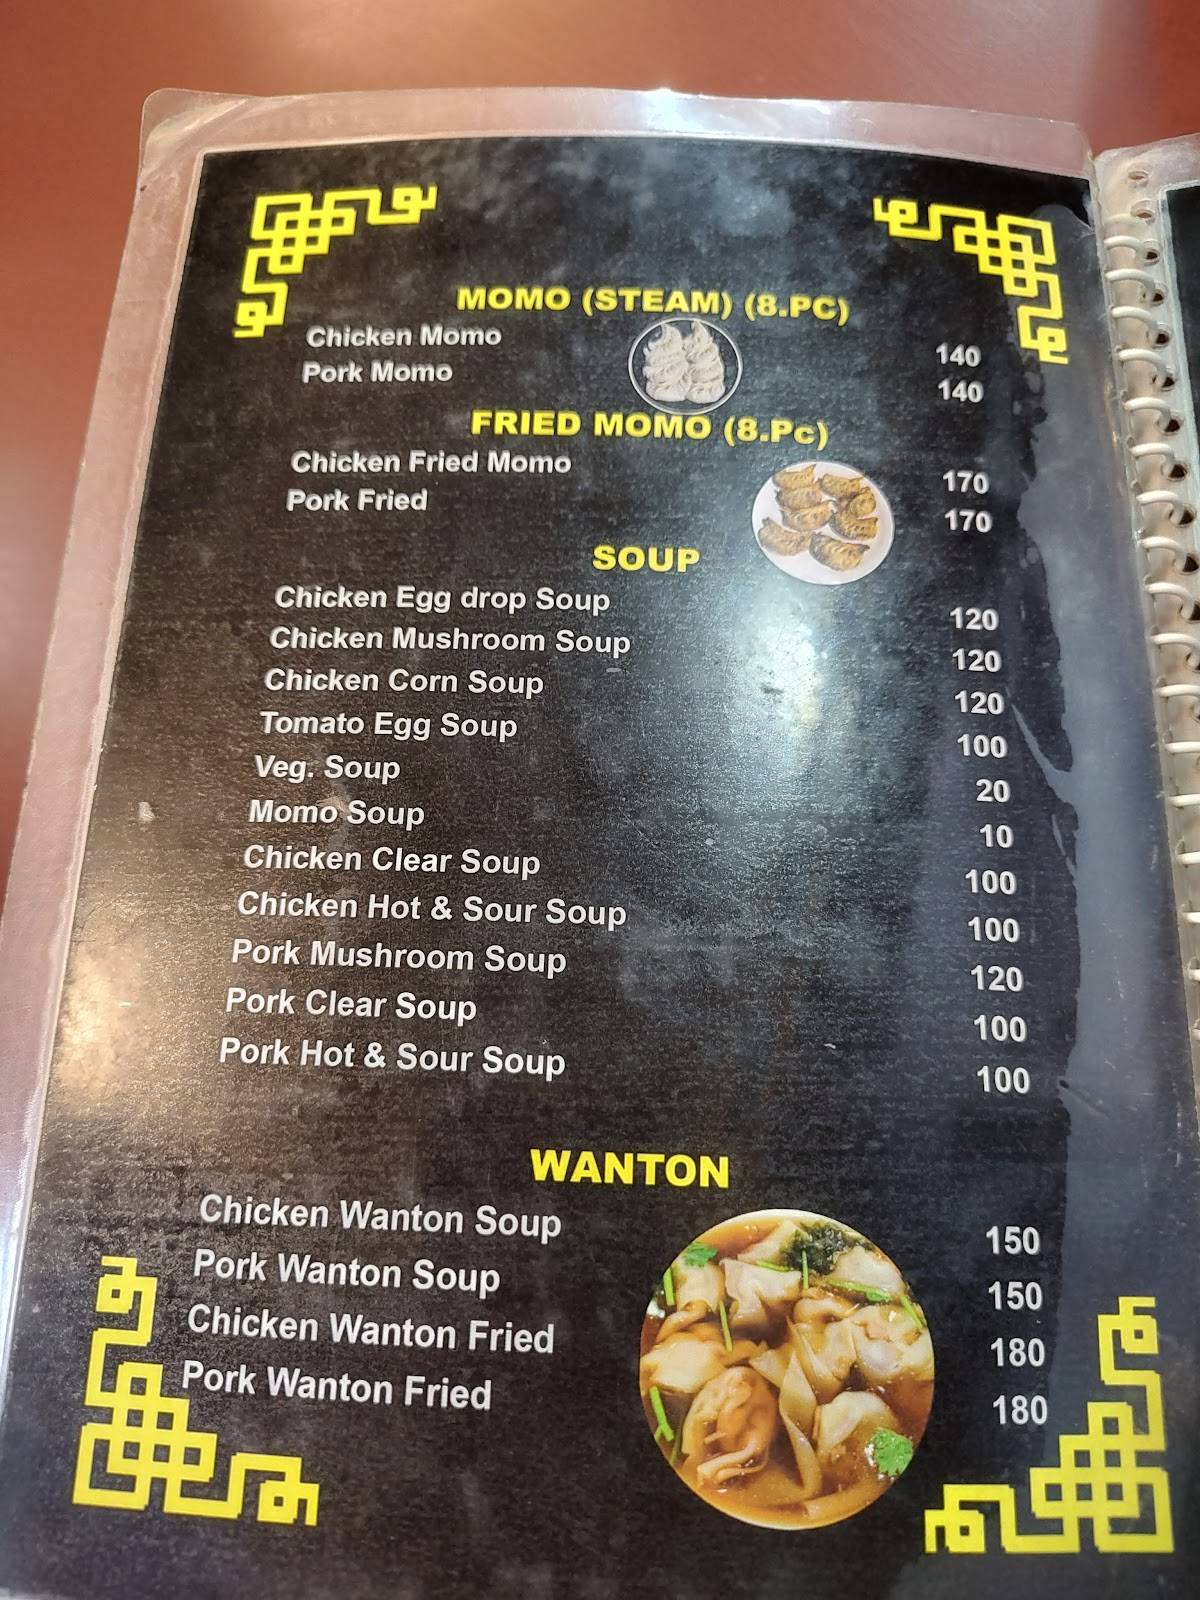 MOMO (STEAM) (8.PC)
Chicken Momo 140
Pork Momo 140
FRIED MOMO (8.Pc)
Chicken Fried Momo 170
Pork Fried 170
SOUP
Chicken Egg drop Soup 120
Chicken Mushroom Soup 120
Chicken Corn Soup 120
Tomato Egg Soup 100
Veg. Soup 20
Momo Soup 10
Chicken Clear Soup 100
Chicken Hot & Sour Soup 100
Pork Mushroom Soup 120
Pork Clear Soup 100
Pork Hot & Sour Soup 100
WANTON
Chicken Wanton Soup 150
Pork Wanton Soup 150
Chicken Wanton Fried 180
Pork Wanton Fried 180